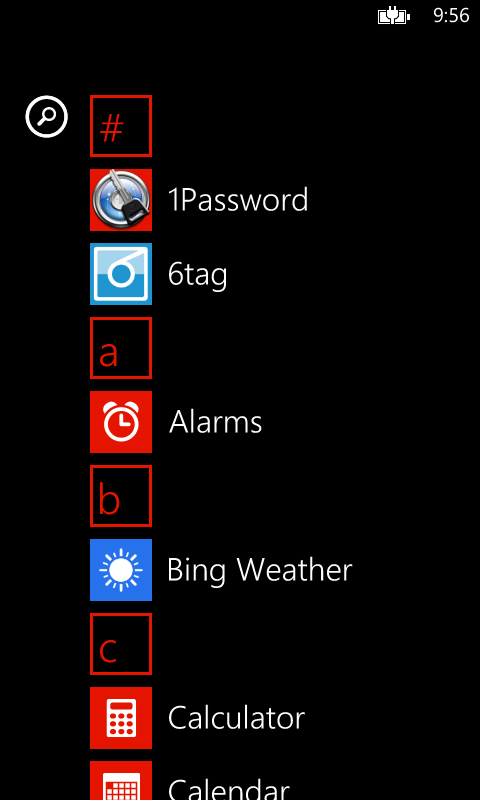 9:56
#
1Password
6tag
a
Alarms
b
Bing Weather
c
Calculator
Calendar